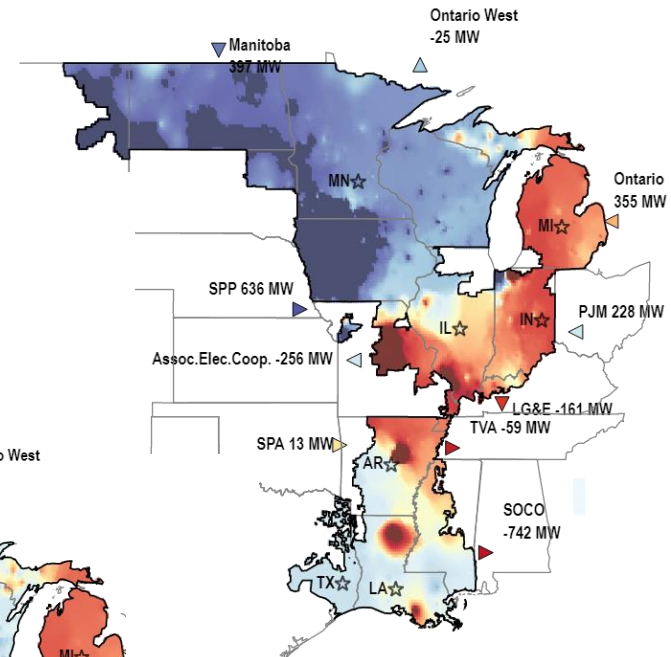 Ontario West
-25 MW
Manitoba
397 MW
MN
Ontario
355 MW
MI
SPP 636 MW
PJM 228 MW
IL
IN
Assoc.Elec.Coop. -256 MW
LG&E -161 MW
TVA -59 MW
SPA 13 MW
AR
o West
SOCO
-742 MW
TX
LA
MI